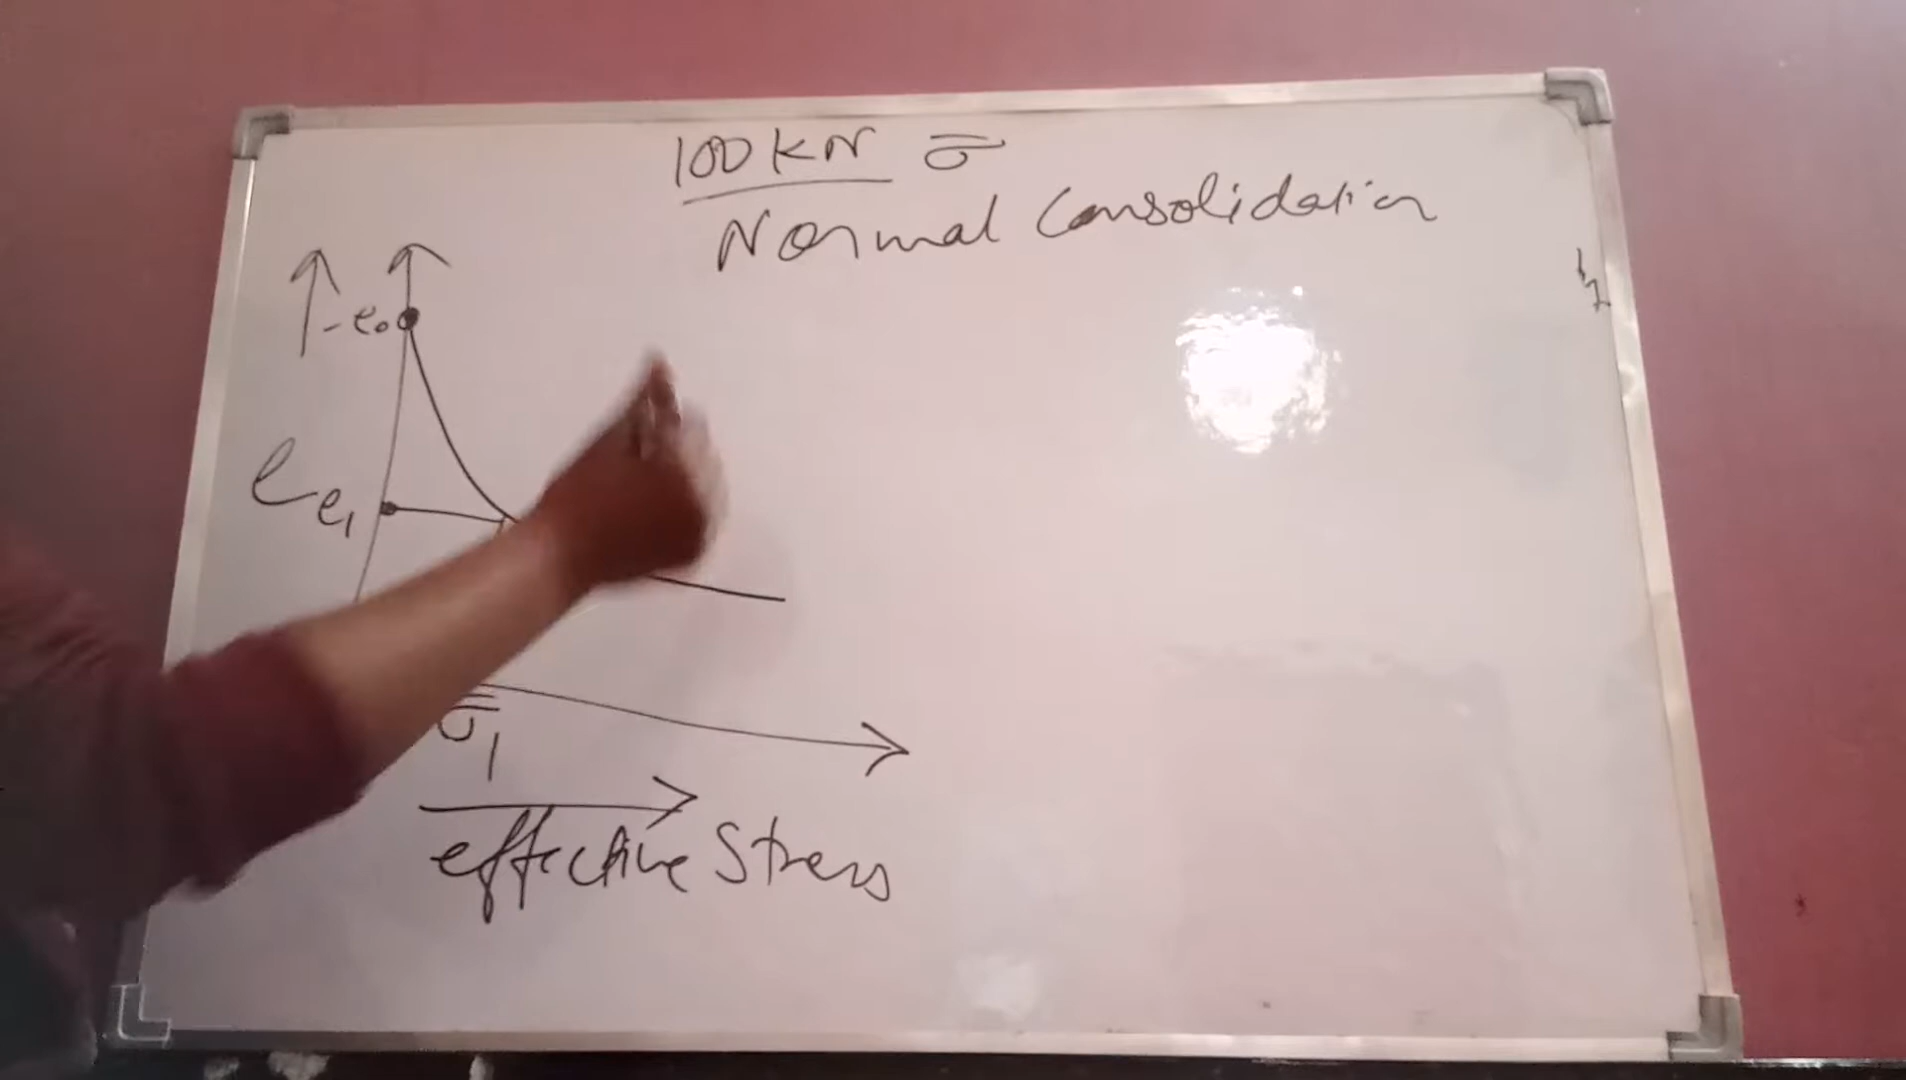 100 KN σ̅
Normal Consolidation
e₀
e
e₁
σ̅₁
effective Stress